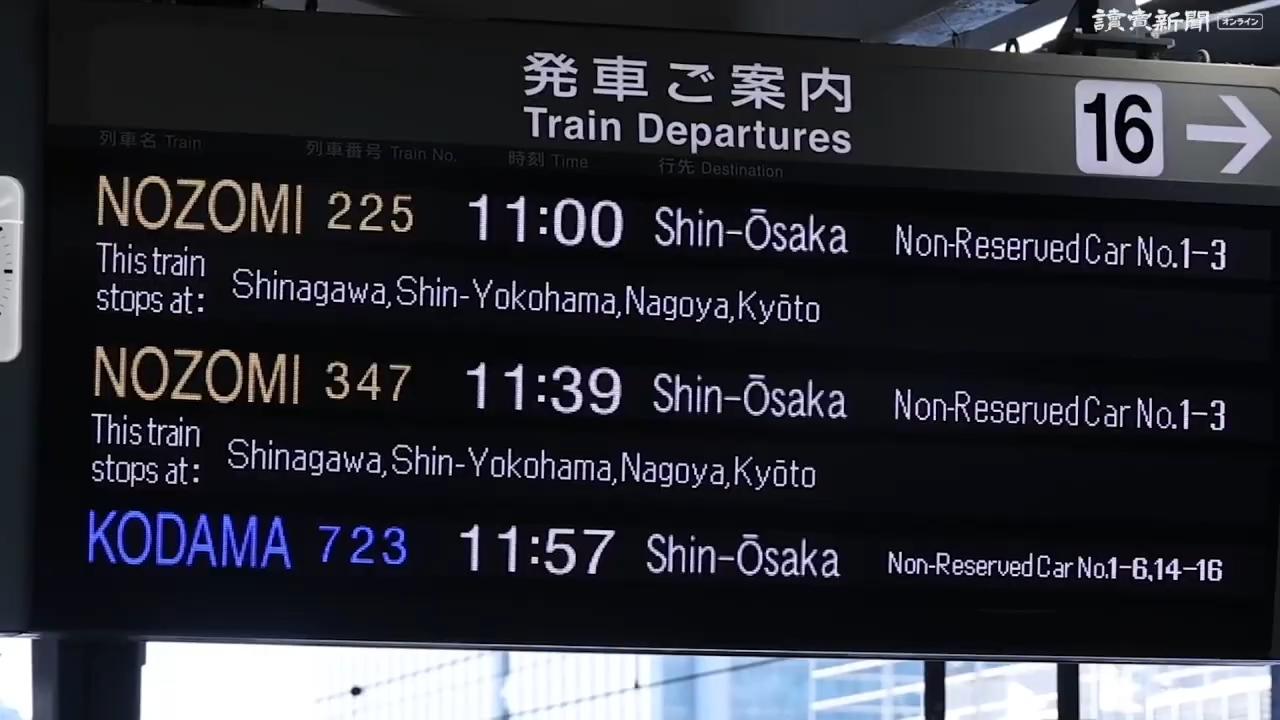 讀賣新聞 オンライン
発車ご案内
Train Departures
16
列車名 Train 列車番号 Train No. 時刻 Time 行先 Destination
NOZOMI 225 11:00 Shin-Ōsaka Non-Reserved Car No.1-3
This train stops at: Shinagawa,Shin-Yokohama,Nagoya,Kyōto
NOZOMI 347 11:39 Shin-Ōsaka Non-Reserved Car No.1-3
This train stops at: Shinagawa,Shin-Yokohama,Nagoya,Kyōto
KODAMA 723 11:57 Shin-Ōsaka Non-Reserved Car No.1-6,14-16